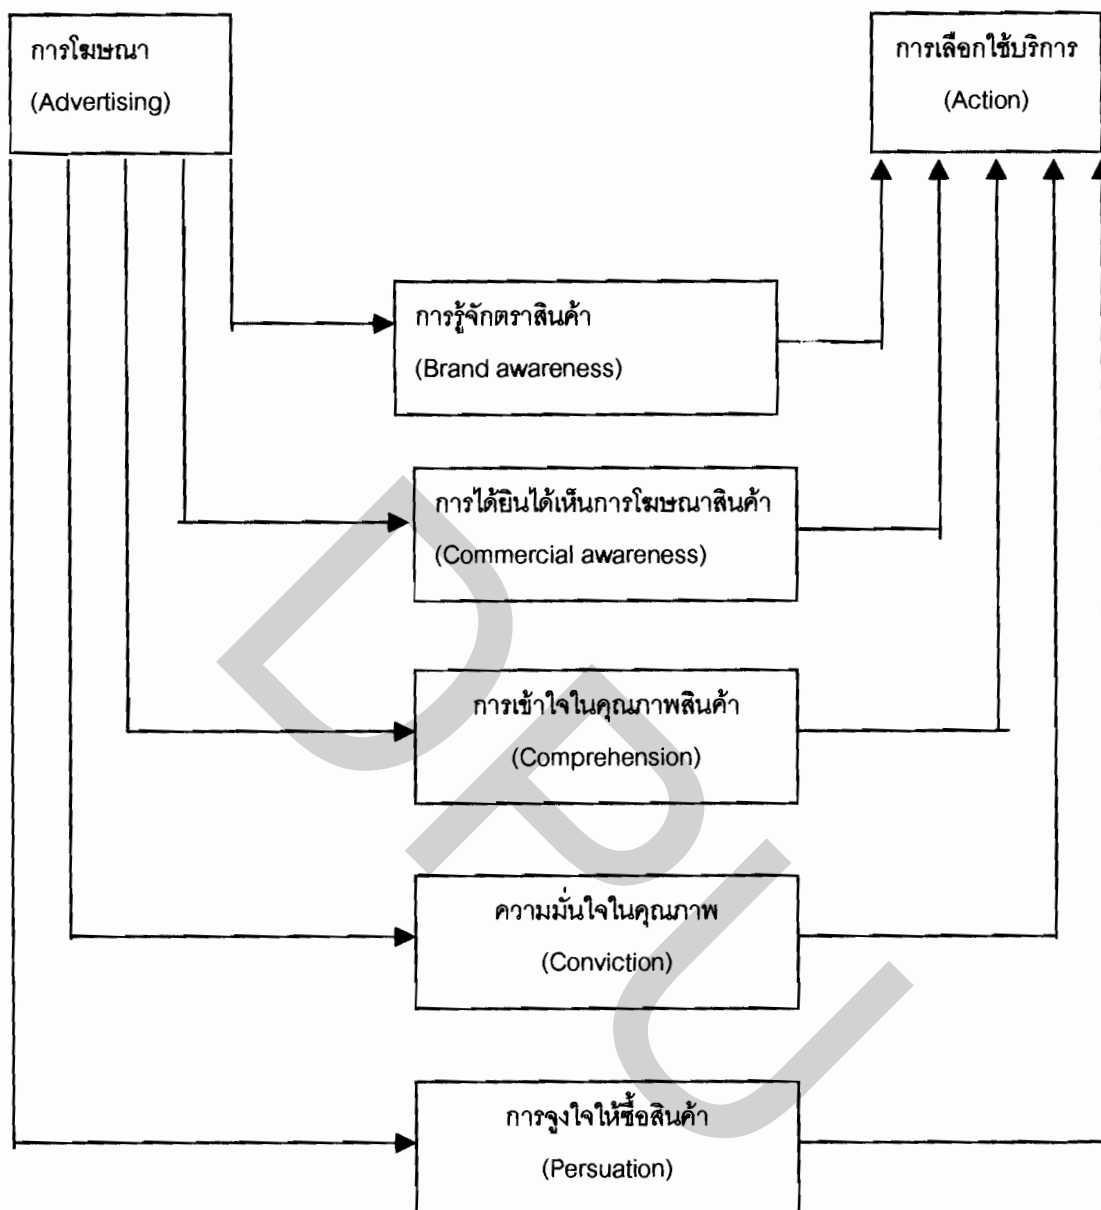 การโฆษณา
(Advertising)
การเลือกใช้บริการ
(Action)
การรู้จักตราสินค้า
(Brand awareness)
การได้ยินได้เห็นการโฆษณาสินค้า
(Commercial awareness)
การเข้าใจในคุณภาพสินค้า
(Comprehension)
ความมั่นใจในคุณภาพ
(Conviction)
การจูงใจให้ซื้อสินค้า
(Persuation)
DPU